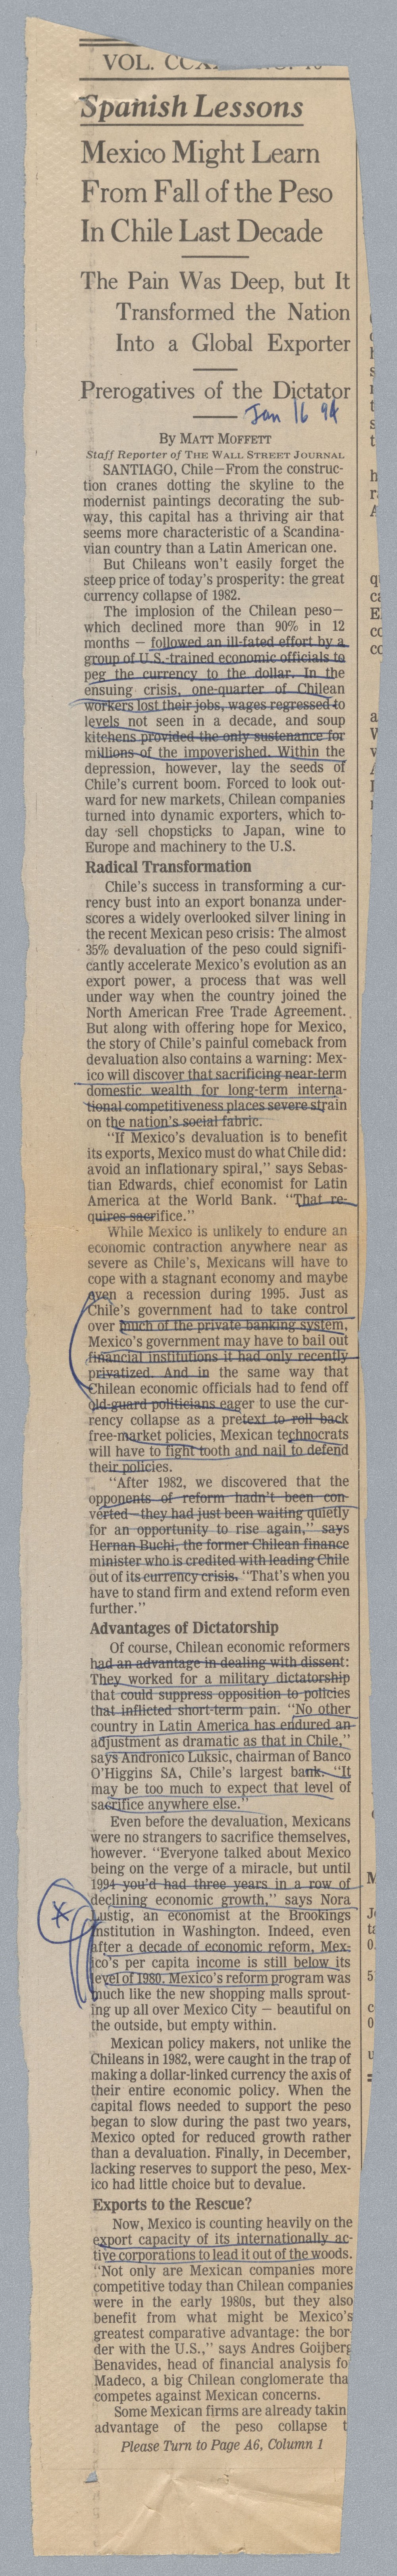 VOL.
Spanish Lessons
Mexico Might Learn
From Fall of the Peso
In Chile Last Decade
The Pain Was Deep, but It
Transformed the Nation
Into a Global Exporter
Prerogatives of the Dictator
Jan 16 94
By MATT MOFFETT
Staff Reporter of THE WALL STREET JOURNAL
SANTIAGO, Chile—From the construc-
tion cranes dotting the skyline to the
modernist paintings decorating the sub-
way, this capital has a thriving air that
seems more characteristic of a Scandina-
vian country than a Latin American one.
But Chileans won't easily forget the
steep price of today's prosperity: the great
currency collapse of 1982.
The implosion of the Chilean peso—
which declined more than 90% in 12
months — followed an ill-fated effort by a
group of U.S.-trained economic officials to
peg the currency to the dollar. In the
ensuing crisis, one-quarter of Chilean
workers lost their jobs, wages regressed to
levels not seen in a decade, and soup
kitchens provided the only sustenance for
millions of the impoverished. Within the
depression, however, lay the seeds of
Chile's current boom. Forced to look out-
ward for new markets, Chilean companies
turned into dynamic exporters, which to-
day sell chopsticks to Japan, wine to
Europe and machinery to the U.S.
Radical Transformation
Chile's success in transforming a cur-
rency bust into an export bonanza under-
scores a widely overlooked silver lining in
the recent Mexican peso crisis: The almost
35% devaluation of the peso could signifi-
cantly accelerate Mexico's evolution as an
export power, a process that was well
under way when the country joined the
North American Free Trade Agreement.
But along with offering hope for Mexico,
the story of Chile's painful comeback from
devaluation also contains a warning: Mex-
ico will discover that sacrificing near-term
domestic wealth for long-term interna-
tional competitiveness places severe strain
on the nation's social fabric.
"If Mexico's devaluation is to benefit
its exports, Mexico must do what Chile did:
avoid an inflationary spiral," says Sebas-
tian Edwards, chief economist for Latin
America at the World Bank. "That re-
quires sacrifice."
While Mexico is unlikely to endure an
economic contraction anywhere near as
severe as Chile's, Mexicans will have to
cope with a stagnant economy and maybe
even a recession during 1995. Just as
Chile's government had to take control
over much of the private banking system,
Mexico's government may have to bail out
financial institutions it had only recently
privatized. And in the same way that
Chilean economic officials had to fend off
old-guard politicians eager to use the cur-
rency collapse as a pretext to roll back
free-market policies, Mexican technocrats
will have to fight tooth and nail to defend
their policies.
"After 1982, we discovered that the
opponents of reform hadn't been con-
verted—they had just been waiting quietly
for an opportunity to rise again," says
Hernan Buchi, the former Chilean finance
minister who is credited with leading Chile
out of its currency crisis. "That's when you
have to stand firm and extend reform even
further."
Advantages of Dictatorship
Of course, Chilean economic reformers
had an advantage in dealing with dissent:
They worked for a military dictatorship
that could suppress opposition to policies
that inflicted short-term pain. "No other
country in Latin America has endured an
adjustment as dramatic as that in Chile,"
says Andronico Luksic, chairman of Banco
O'Higgins SA, Chile's largest bank. "It
may be too much to expect that level of
sacrifice anywhere else."
Even before the devaluation, Mexicans
were no strangers to sacrifice themselves,
however. "Everyone talked about Mexico
being on the verge of a miracle, but until
1994 you'd had three years in a row of
declining economic growth," says Nora
Lustig, an economist at the Brookings
Institution in Washington. Indeed, even
after a decade of economic reform, Mex-
ico's per capita income is still below its
level of 1980. Mexico's reform program was
much like the new shopping malls sprout-
ing up all over Mexico City — beautiful on
the outside, but empty within.
Mexican policy makers, not unlike the
Chileans in 1982, were caught in the trap of
making a dollar-linked currency the axis of
their entire economic policy. When the
capital flows needed to support the peso
began to slow during the past two years,
Mexico opted for reduced growth rather
than a devaluation. Finally, in December,
lacking reserves to support the peso, Mex-
ico had little choice but to devalue.
Exports to the Rescue?
Now, Mexico is counting heavily on the
export capacity of its internationally ac-
tive corporations to lead it out of the woods.
"Not only are Mexican companies more
competitive today than Chilean companies
were in the early 1980s, but they also
benefit from what might be Mexico's
greatest comparative advantage: the bor-
der with the U.S.," says Andres Goijberg
Benavides, head of financial analysis fo
Madeco, a big Chilean conglomerate tha
competes against Mexican concerns.
Some Mexican firms are already takin
advantage of the peso collapse t
Please Turn to Page A6, Column 1